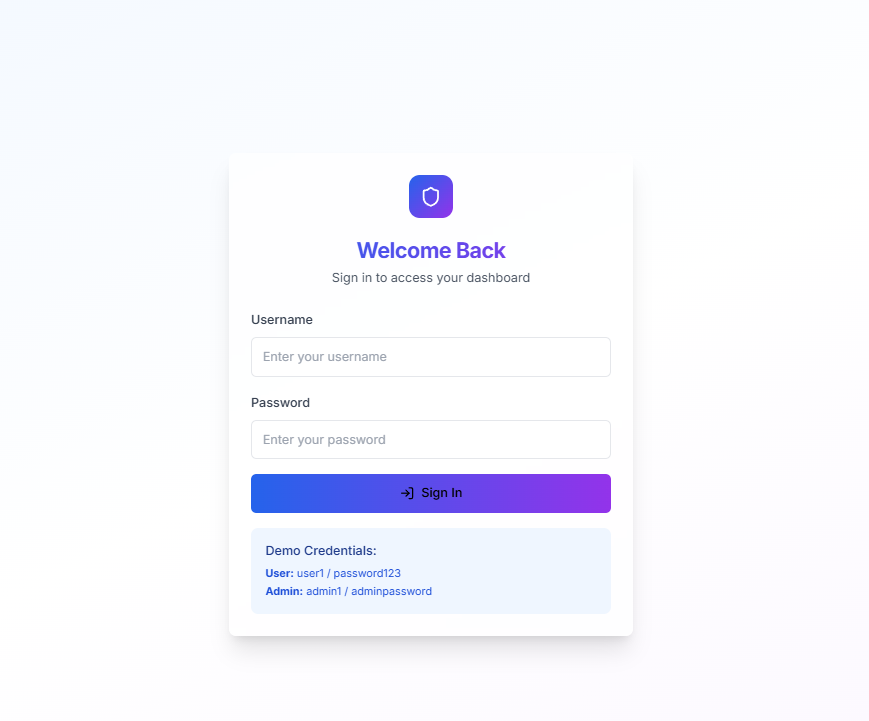 Welcome Back
Sign in to access your dashboard
Username
Enter your username
Password
Enter your password
Sign In
Demo Credentials:
User: user1 / password123
Admin: admin1 / adminpassword